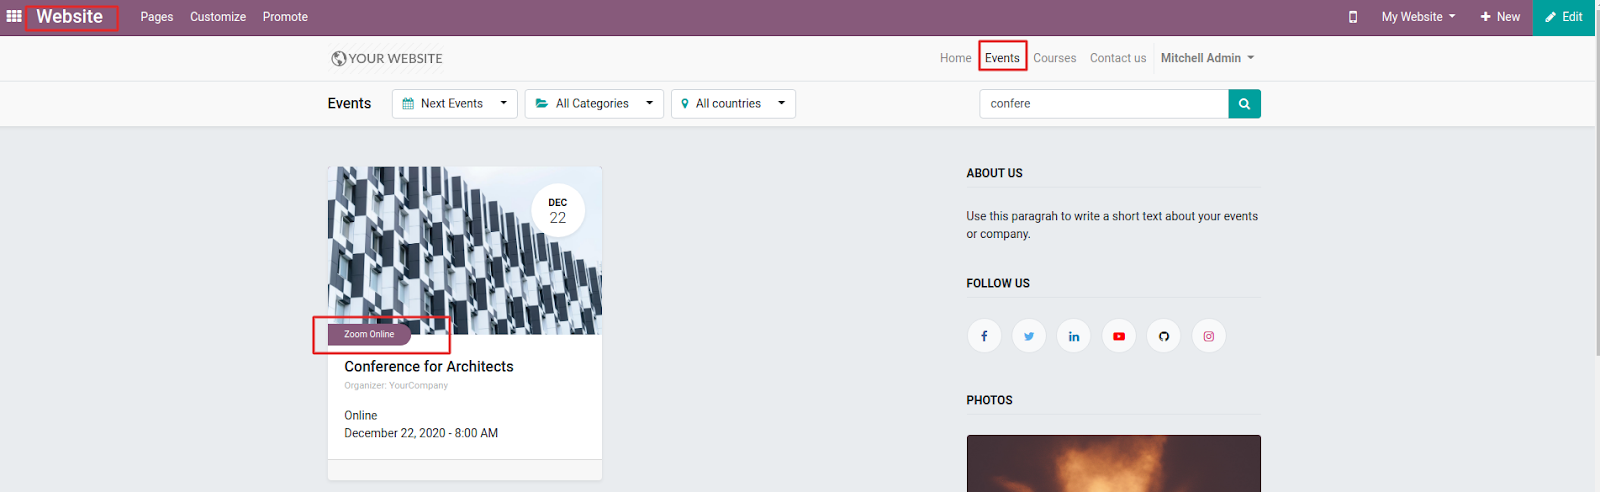 Website Pages Customize Promote My Website New Edit
YOUR WEBSITE Home Events Courses Contact us Mitchell Admin
Events Next Events All Categories All countries confere
DEC
22
Zoom Online
Conference for Architects
Organizer: YourCompany
Online
December 22, 2020 - 8:00 AM
ABOUT US
Use this paragrah to write a short text about your events
or company.
FOLLOW US
PHOTOS